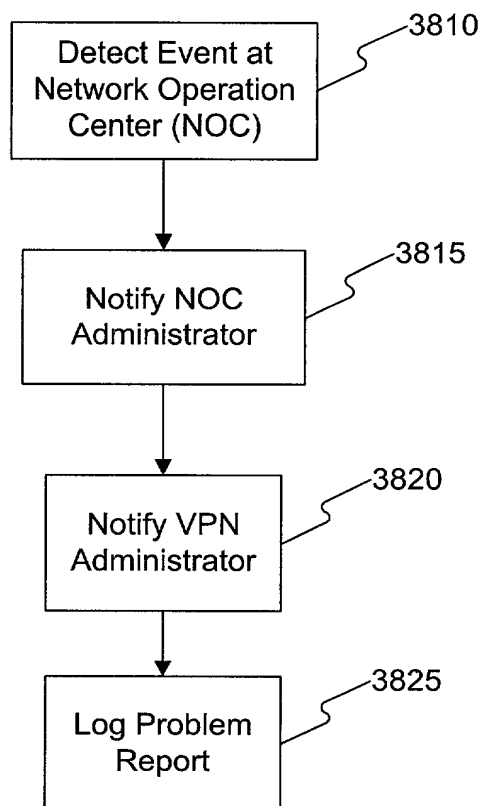 Detect Event at
Network Operation
Center (NOC)
3810
Notify NOC
Administrator
3815
Notify VPN
Administrator
3820
Log Problem
Report
3825